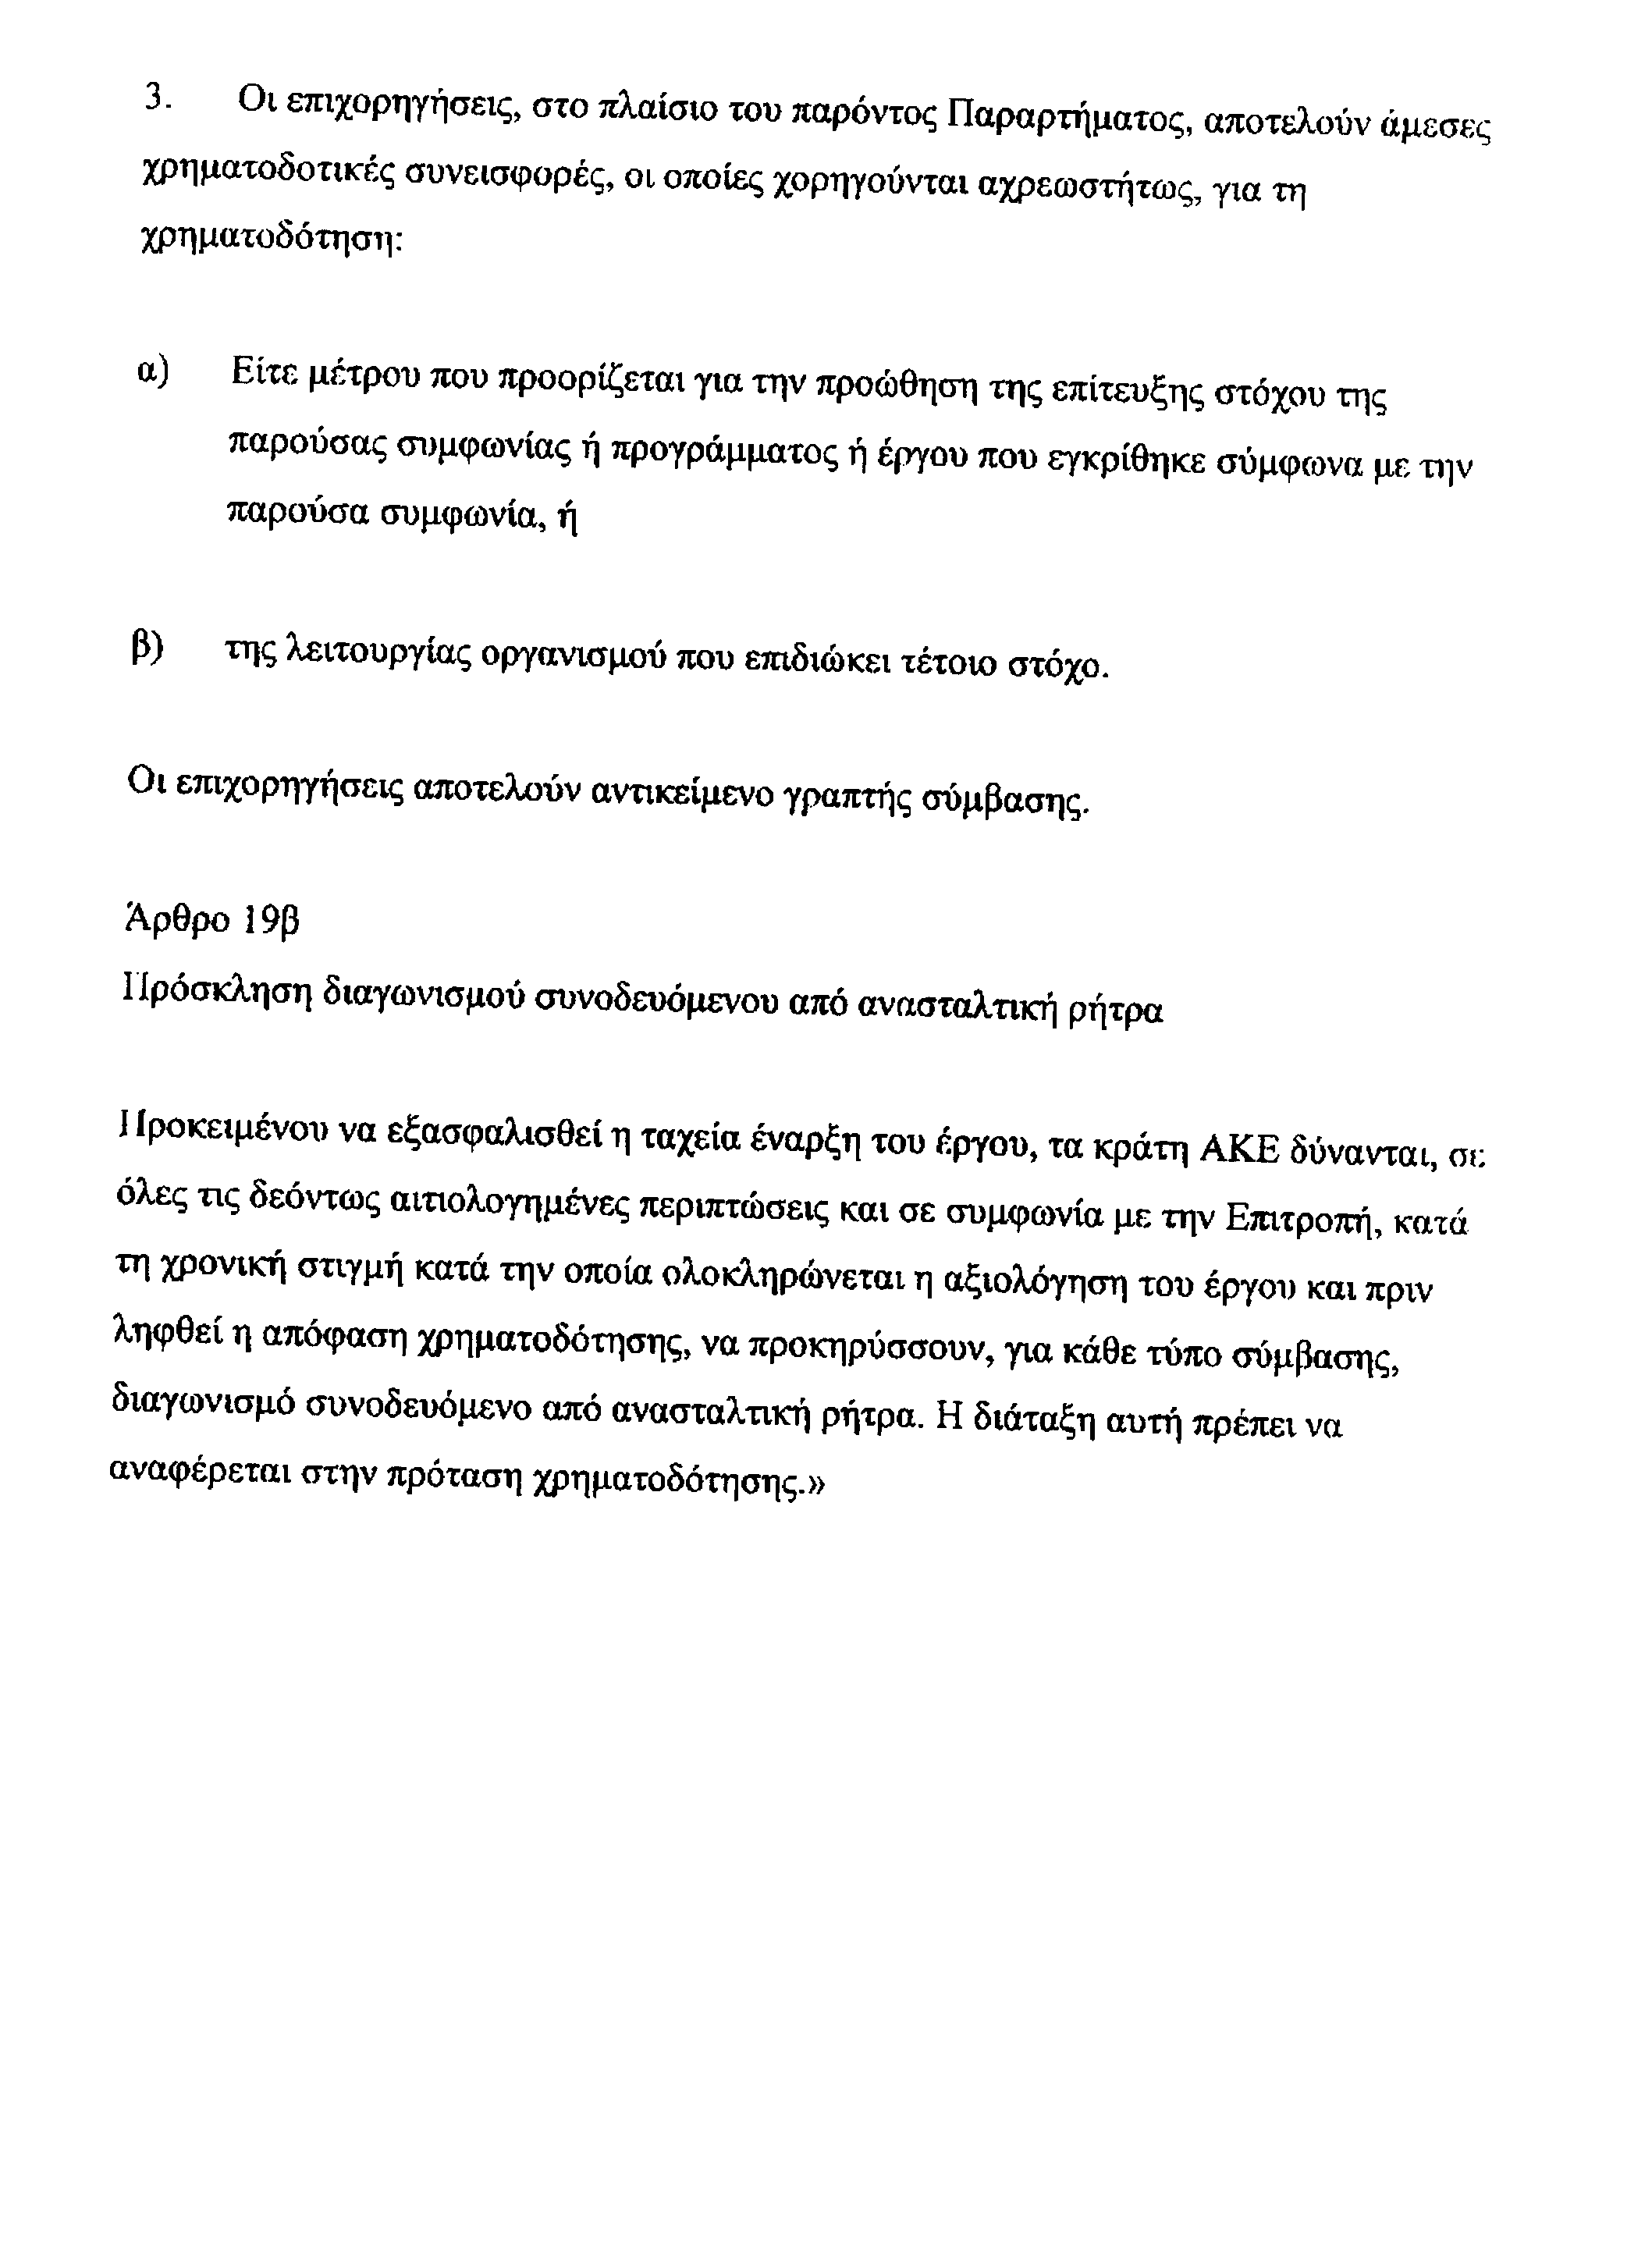 3. Οι επιχορηγήσεις, στο πλαίσιο του παρόντος Παραρτήματος, αποτελούν άμεσες
χρηματοδοτικές συνεισφορές, οι οποίες χορηγούνται αχρεωστήτως, για τη
χρηματοδότηση:
α) Είτε μέτρου που προορίζεται για την προώθηση της επίτευξης στόχου της
παρούσας συμφωνίας ή προγράμματος ή έργου που εγκρίθηκε σύμφωνα με την
παρούσα συμφωνία, ή
β) της λειτουργίας οργανισμού που επιδιώκει τέτοιο στόχο.
Οι επιχορηγήσεις αποτελούν αντικείμενο γραπτής σύμβασης.
Άρθρο 19β
Πρόσκληση διαγωνισμού συνοδευόμενου από ανασταλτική ρήτρα
Προκειμένου να εξασφαλισθεί η ταχεία έναρξη του έργου, τα κράτη ΑΚΕ δύνανται, σε
όλες τις δεόντως αιτιολογημένες περιπτώσεις και σε συμφωνία με την Επιτροπή, κατά
τη χρονική στιγμή κατά την οποία ολοκληρώνεται η αξιολόγηση του έργου και πριν
ληφθεί η απόφαση χρηματοδότησης, να προκηρύσσουν, για κάθε τύπο σύμβασης,
διαγωνισμό συνοδευόμενο από ανασταλτική ρήτρα. Η διάταξη αυτή πρέπει να
αναφέρεται στην πρόταση χρηματοδότησης.»